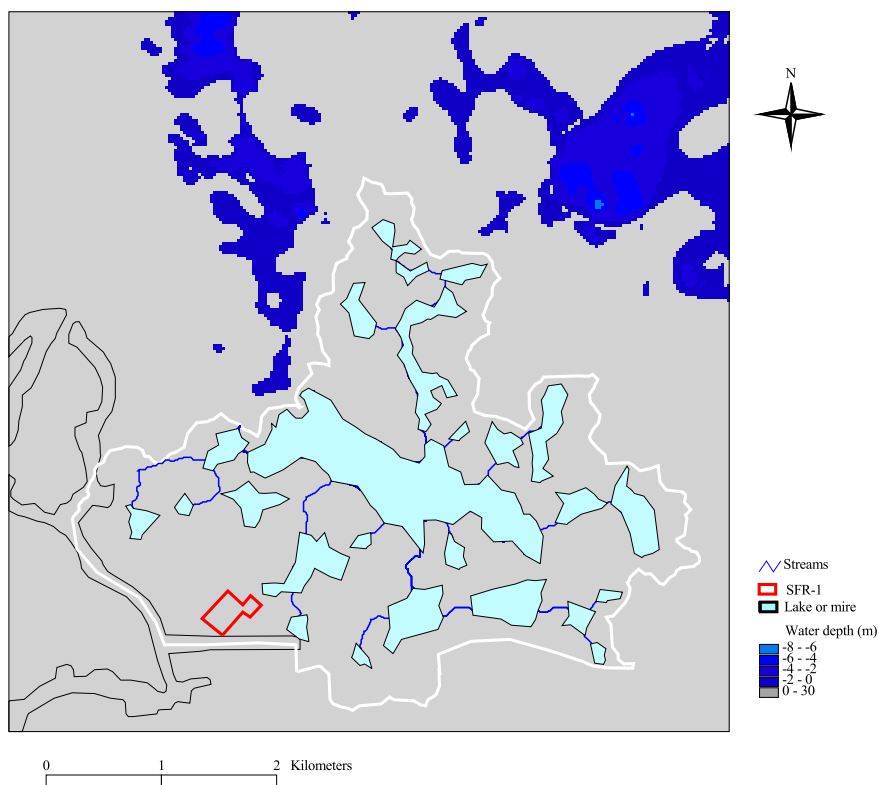 N
Streams
SFR-1
Lake or mire
Water depth (m)
-8 - -6
-6 - -4
-4 - -2
-2 - 0
0 - 30
0 1 2 Kilometers